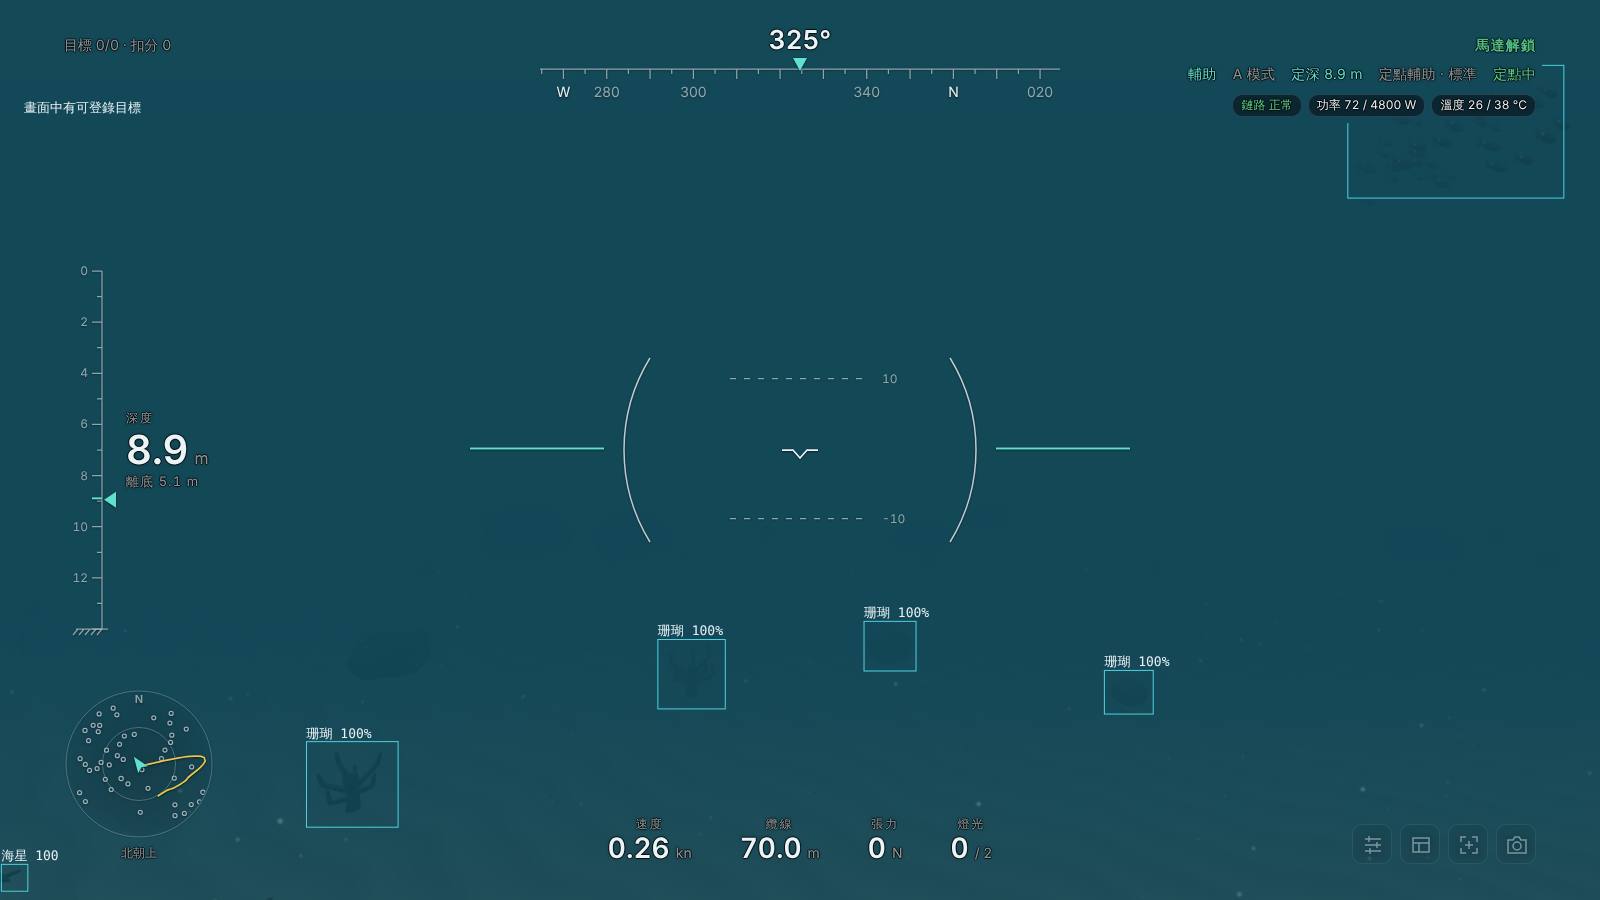 目標 0/0 · 扣分 0
325°
馬達解鎖
輔助 A 模式 定深 8.9 m 定點輔助 · 標準 定點中
W 280 300 340 N 020
鏈路 正常 功率 72 / 4800 W 溫度 26 / 38 °C
畫面中有可登錄目標
0
2
4
6
8
10
12
深度
8.9 m
離底 5.1 m
10
-10
珊瑚 100%
珊瑚 100%
珊瑚 100%
珊瑚 100%
N
北朝上
海星 100
速度 纜線 張力 燈光
0.26 kn 70.0 m 0 N 0 / 2